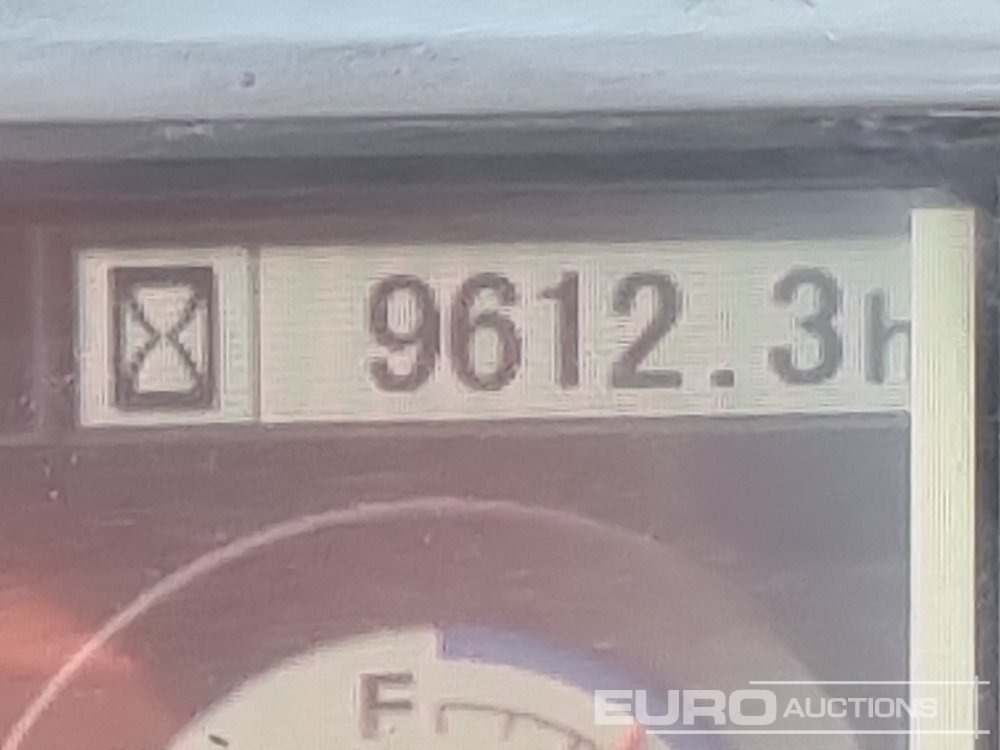 9612.3h
F
EURO AUCTIONS